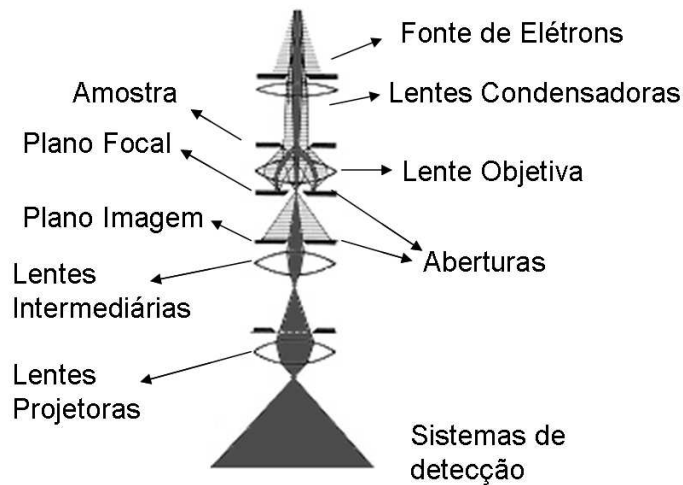 Fonte de Elétrons
Amostra
Lentes Condensadoras
Plano Focal
Lente Objetiva
Plano Imagem
Aberturas
Lentes
Intermediárias
Lentes
Projetoras
Sistemas de
detecção